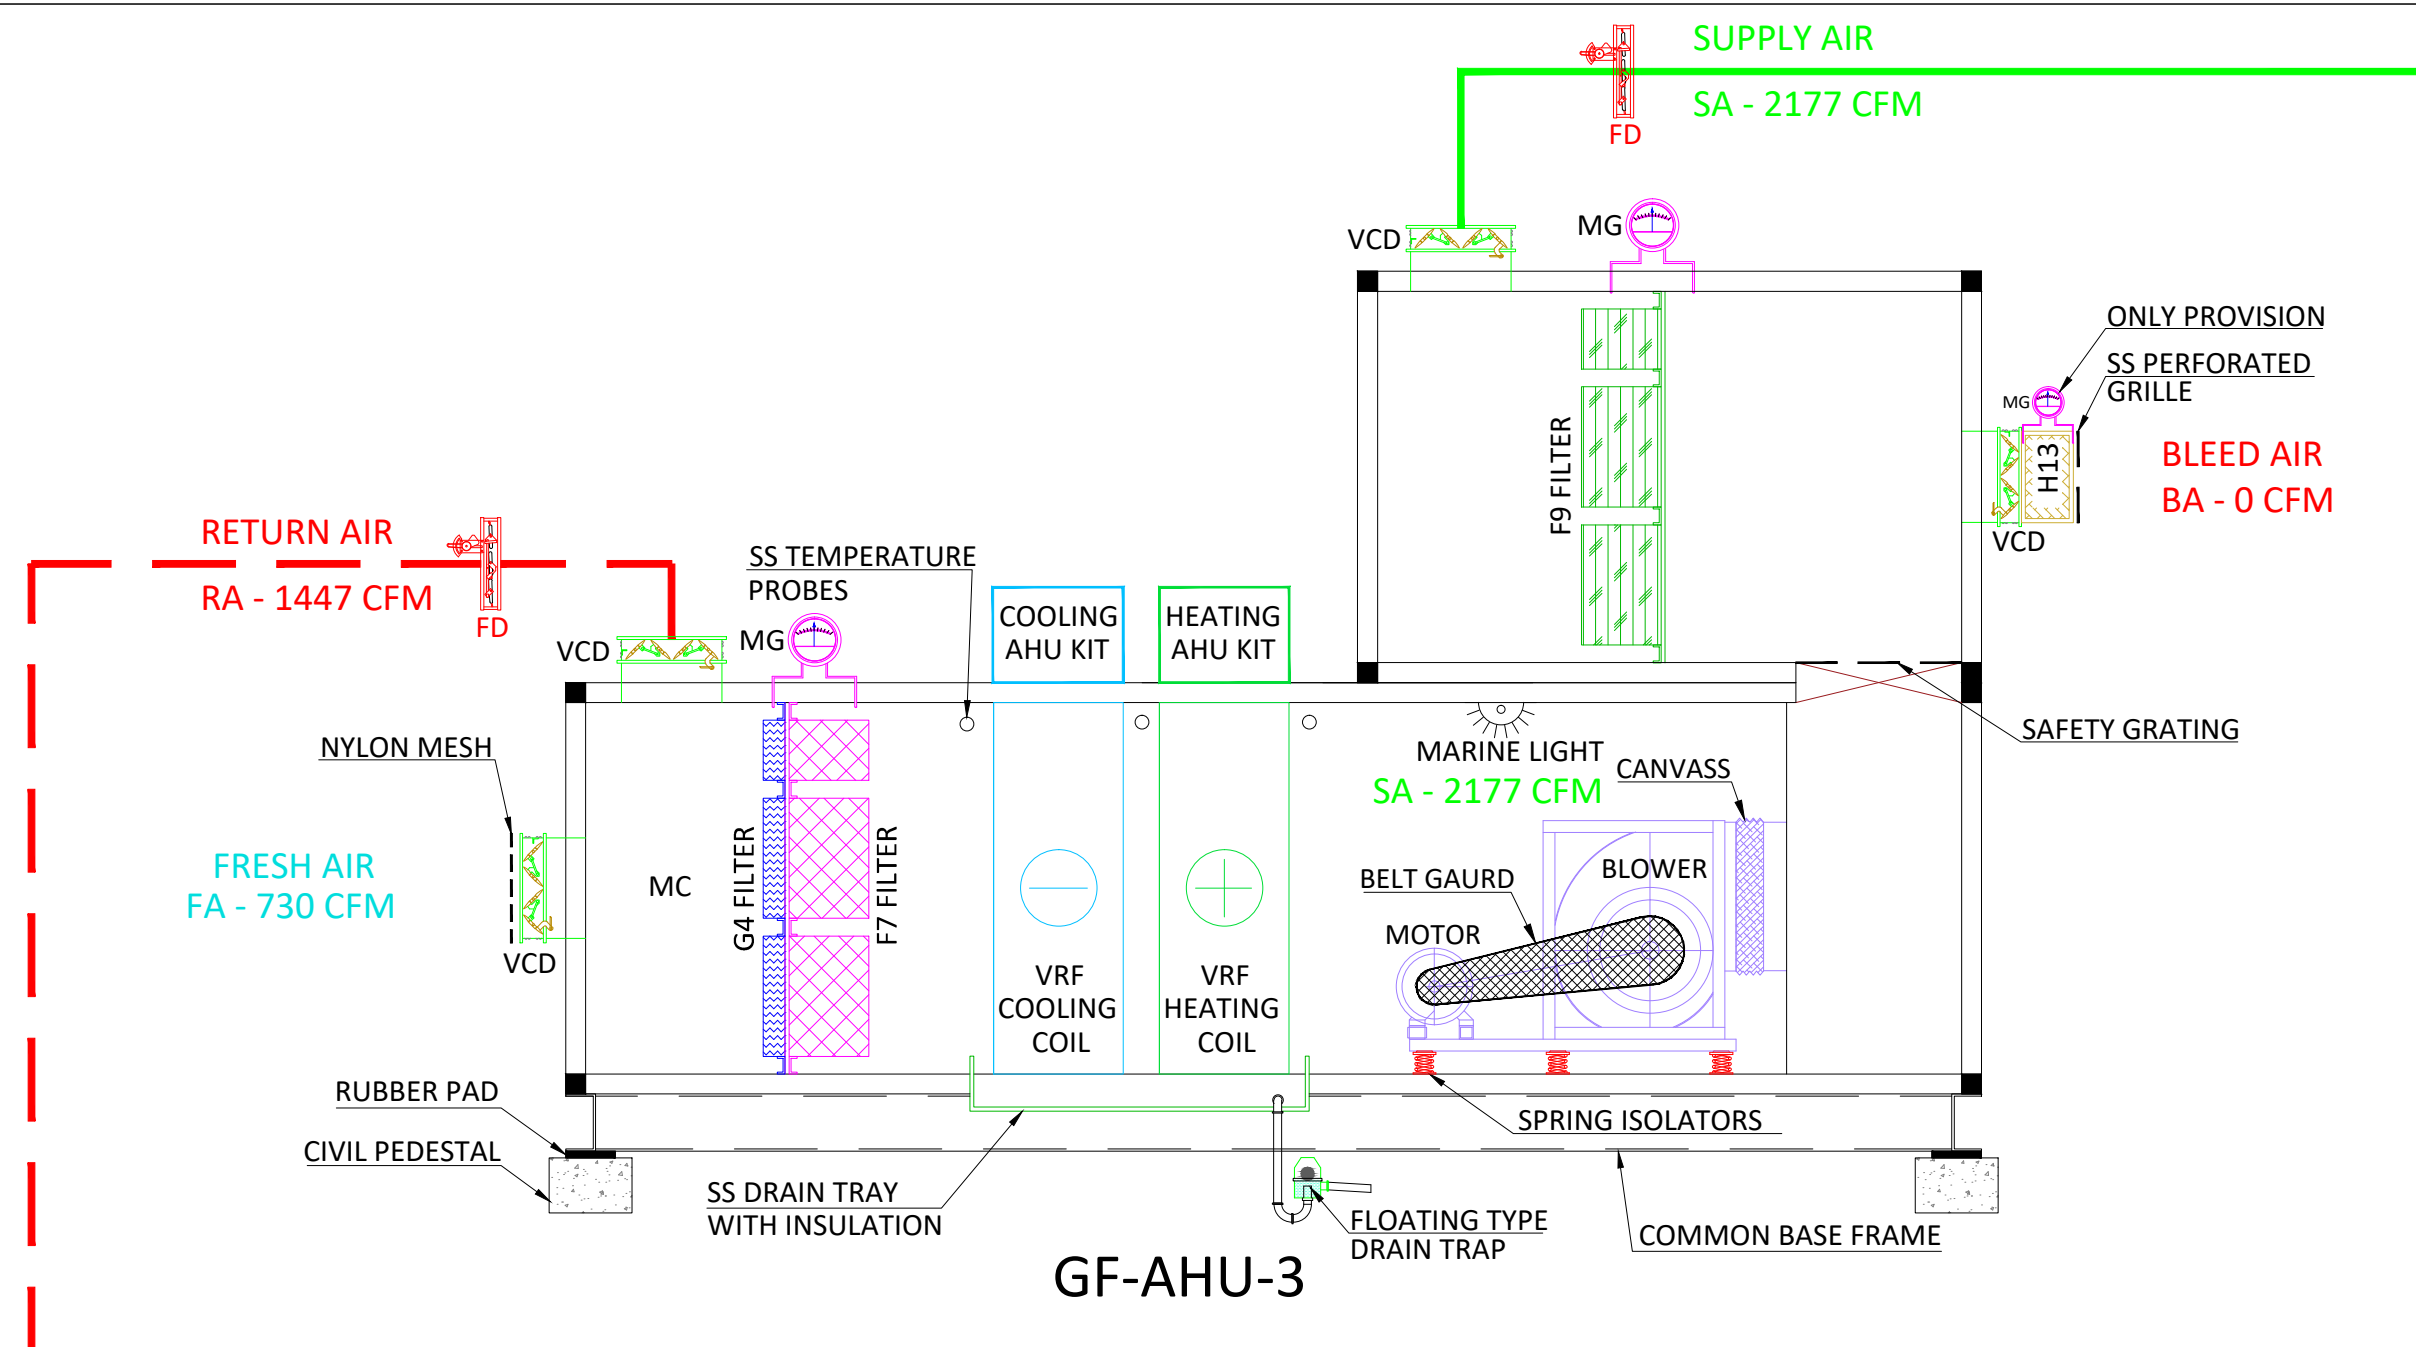 SUPPLY AIR
SA - 2177 CFM
FD
VCD
MG
ONLY PROVISION
SS PERFORATED
GRILLE
MG
H13
BLEED AIR
BA - 0 CFM
VCD
F9 FILTER
RETURN AIR
RA - 1447 CFM
FD
VCD
SS TEMPERATURE
PROBES
MG
COOLING
AHU KIT
HEATING
AHU KIT
NYLON MESH
SAFETY GRATING
MARINE LIGHT
SA - 2177 CFM
CANVASS
FRESH AIR
FA - 730 CFM
VCD
MC
G4 FILTER
F7 FILTER
BELT GAURD
BLOWER
MOTOR
VRF
COOLING
COIL
VRF
HEATING
COIL
RUBBER PAD
CIVIL PEDESTAL
SPRING ISOLATORS
SS DRAIN TRAY
WITH INSULATION
FLOATING TYPE
DRAIN TRAP
COMMON BASE FRAME
GF-AHU-3